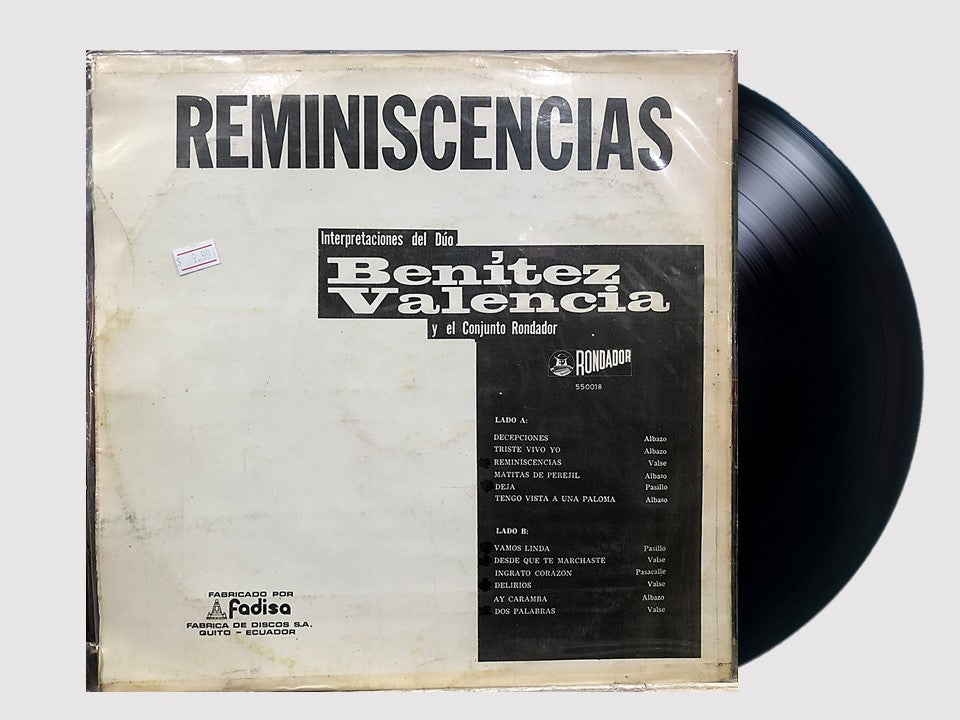 REMINISCENCIAS
Interpretaciones del Dúo
Benítez
Valencia
y el Conjunto Rondador
$ 9.99
RONDADOR
550018
LADO A:
DECEPCIONES Albazo
TRISTE VIVO YO Albazo
REMINISCENCIAS Valse
MATITAS DE PEREJIL Albazo
DEJA Pasillo
TENGO VISTA A UNA PALOMA Albazo
LADO B:
VAMOS LINDA Pasillo
DESDE QUE TE MARCHASTE Valse
INGRATO CORAZON Pasacalle
DELIRIOS Valse
AY CARAMBA Albazo
DOS PALABRAS Valse
FABRICADO POR
fadisa
FABRICA DE DISCOS S.A.
QUITO - ECUADOR